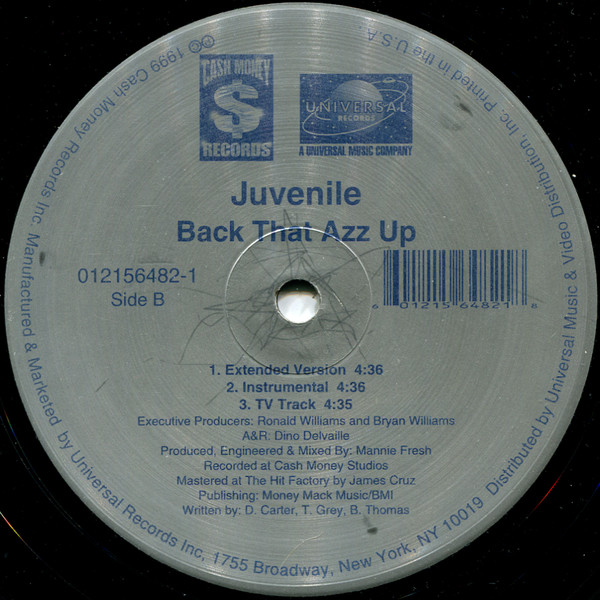 CASH MONEY
$
RECORDS
UNIVERSAL
RECORDS
A UNIVERSAL MUSIC COMPANY
Juvenile
Back That Azz Up
012156482-1
Side B
6 01215 64821 8
1. Extended Version 4:36
2. Instrumental 4:36
3. TV Track 4:35
Executive Producers: Ronald Williams and Bryan Williams
A&R: Dino Delvaille
Produced, Engineered & Mixed By: Mannie Fresh
Recorded at Cash Money Studios
Mastered at The Hit Factory by James Cruz
Publishing: Money Mack Music/BMI
Written by: D. Carter, T. Grey, B. Thomas
℗© 1999 Cash Money Records Inc. Manufactured & Marketed by Universal Records Inc, 1755 Broadway, New York, NY 10019 Distributed by Universal Music & Video Distribution, Inc. Printed in the U.S.A.